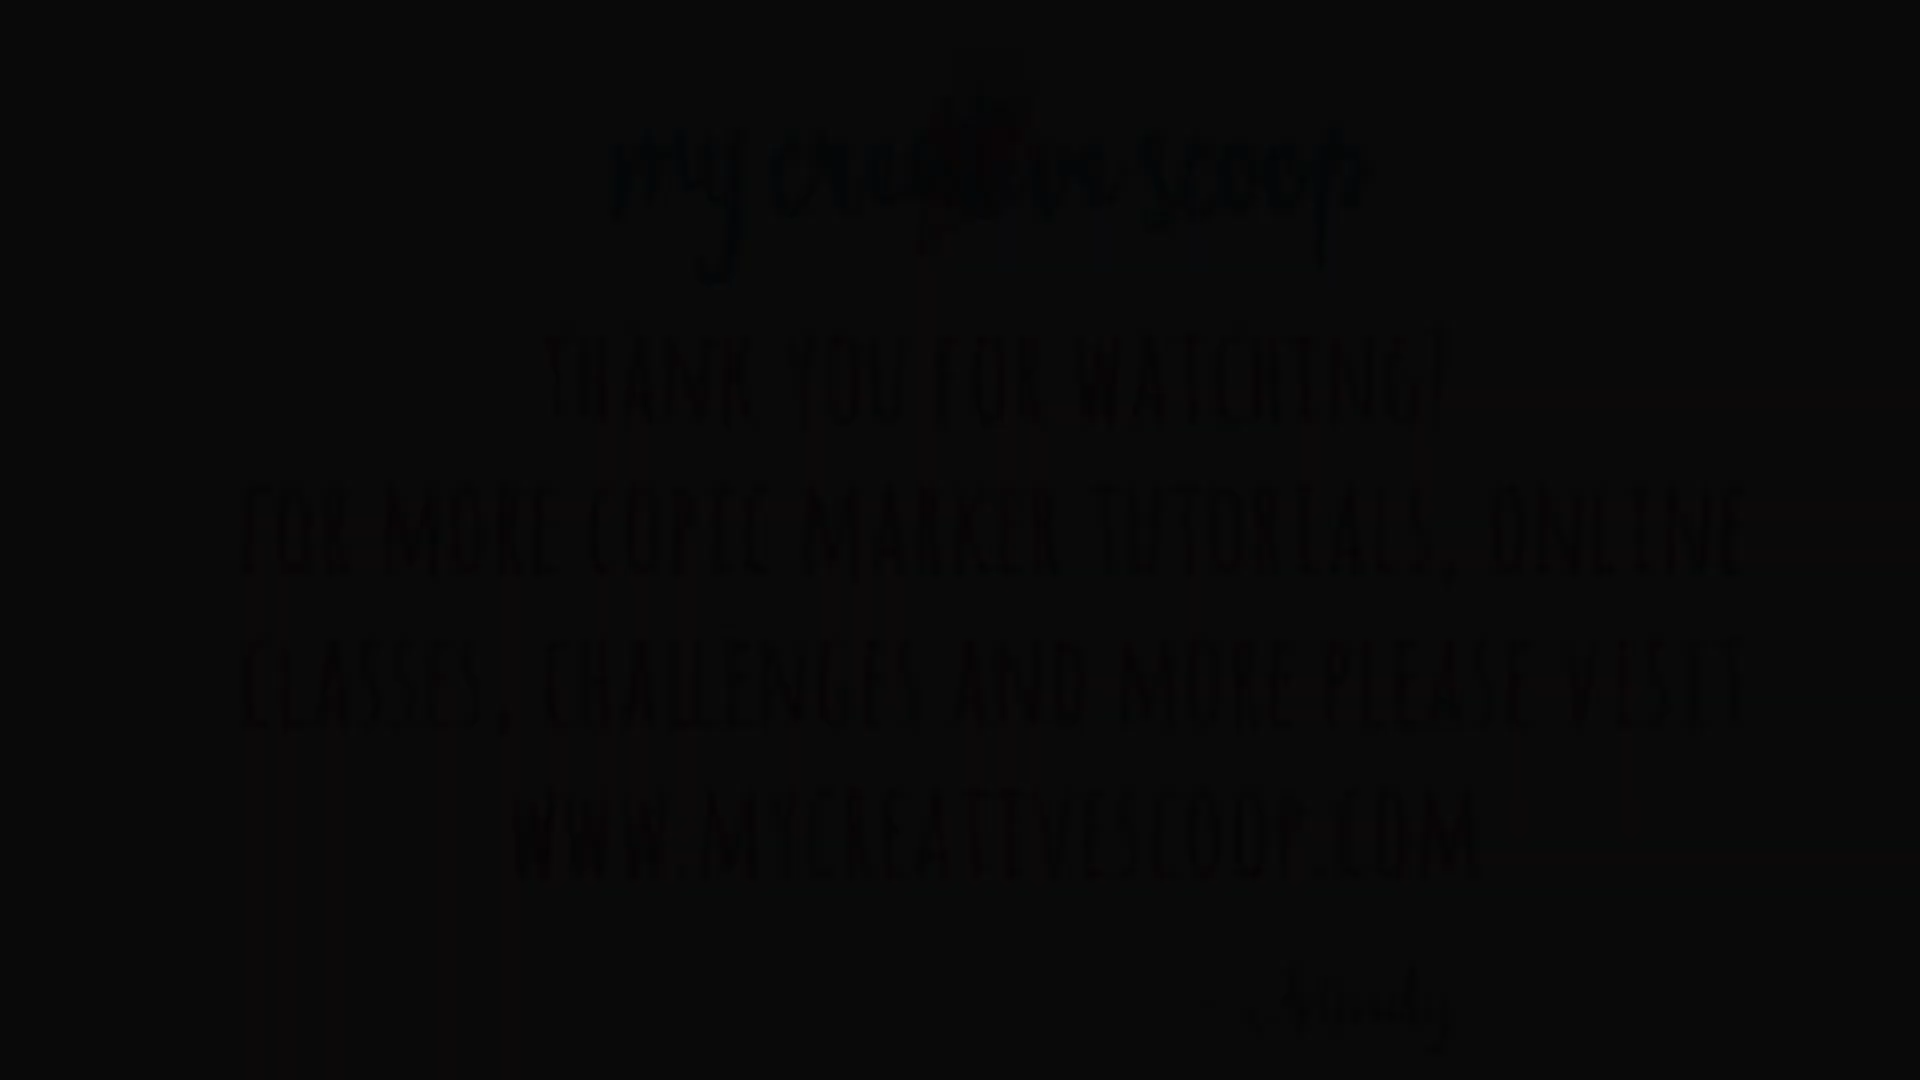 my creative scoop
THANK YOU FOR WATCHING!
FOR MORE COPIC MARKER TUTORIALS, ONLINE
CLASSES, CHALLENGES AND MORE PLEASE VISIT
WWW.MYCREATIVESCOOP.COM